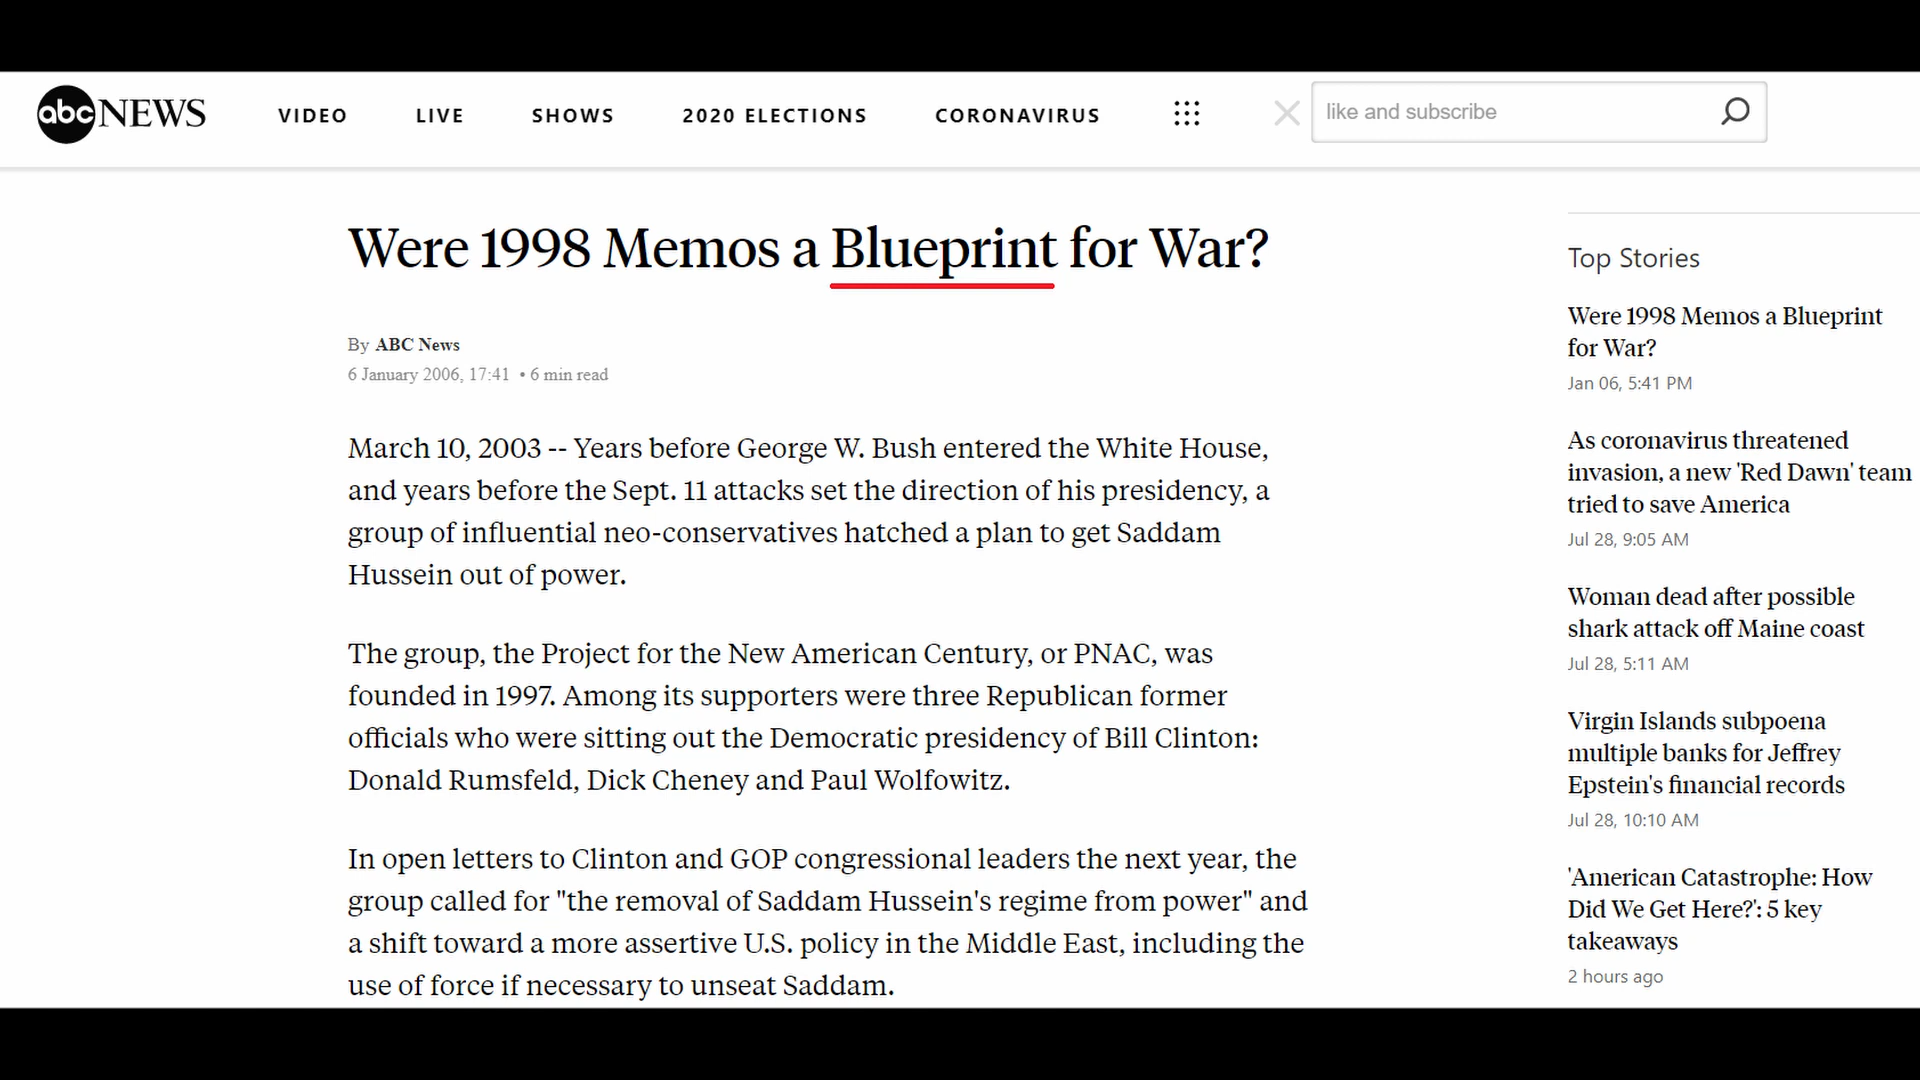 abc NEWS
VIDEO
LIVE
SHOWS
2020 ELECTIONS
CORONAVIRUS
like and subscribe
Were 1998 Memos a Blueprint for War?
By ABC News
6 January 2006, 17:41 • 6 min read
March 10, 2003 -- Years before George W. Bush entered the White House,
and years before the Sept. 11 attacks set the direction of his presidency, a
group of influential neo-conservatives hatched a plan to get Saddam
Hussein out of power.
The group, the Project for the New American Century, or PNAC, was
founded in 1997. Among its supporters were three Republican former
officials who were sitting out the Democratic presidency of Bill Clinton:
Donald Rumsfeld, Dick Cheney and Paul Wolfowitz.
In open letters to Clinton and GOP congressional leaders the next year, the
group called for "the removal of Saddam Hussein's regime from power" and
a shift toward a more assertive U.S. policy in the Middle East, including the
use of force if necessary to unseat Saddam.
Top Stories
Were 1998 Memos a Blueprint
for War?
Jan 06, 5:41 PM
As coronavirus threatened
invasion, a new 'Red Dawn' team
tried to save America
Jul 28, 9:05 AM
Woman dead after possible
shark attack off Maine coast
Jul 28, 5:11 AM
Virgin Islands subpoena
multiple banks for Jeffrey
Epstein's financial records
Jul 28, 10:10 AM
'American Catastrophe: How
Did We Get Here?': 5 key
takeaways
2 hours ago